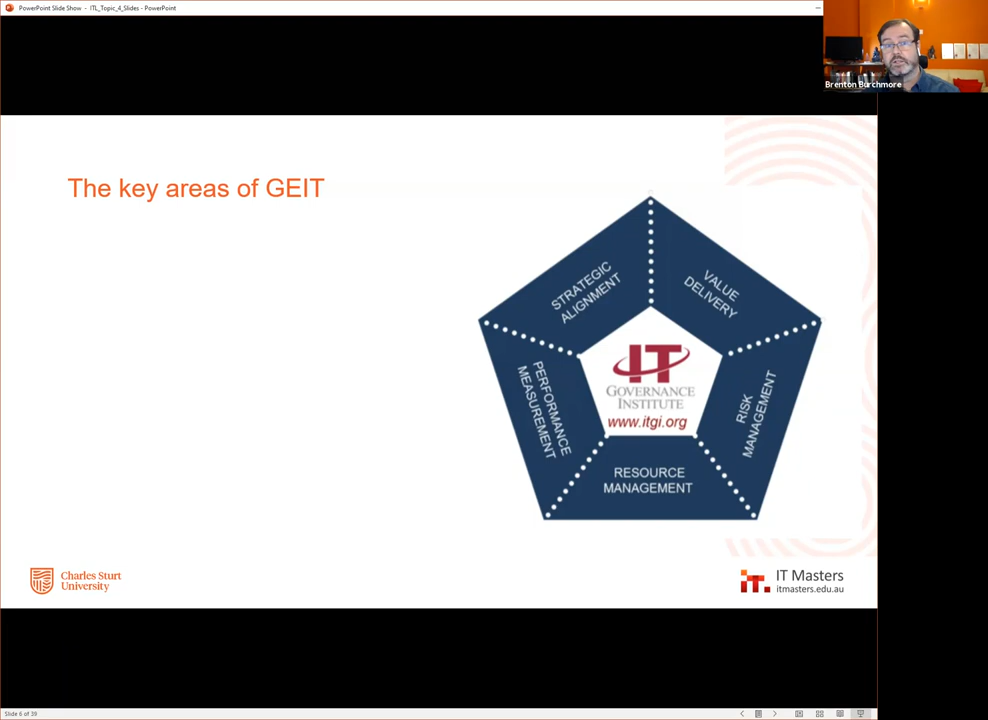 PowerPoint Slide Show - ITL_Topic_4_Slides - PowerPoint
Brenton Burchmore
The key areas of GEIT
STRATEGIC
ALIGNMENT
VALUE
DELIVERY
PERFORMANCE
MEASUREMENT
IT
GOVERNANCE
INSTITUTE
www.itgi.org
RISK
MANAGEMENT
RESOURCE
MANAGEMENT
Charles Sturt
University
iT.
IT Masters
itmasters.edu.au
Slide 6 of 39